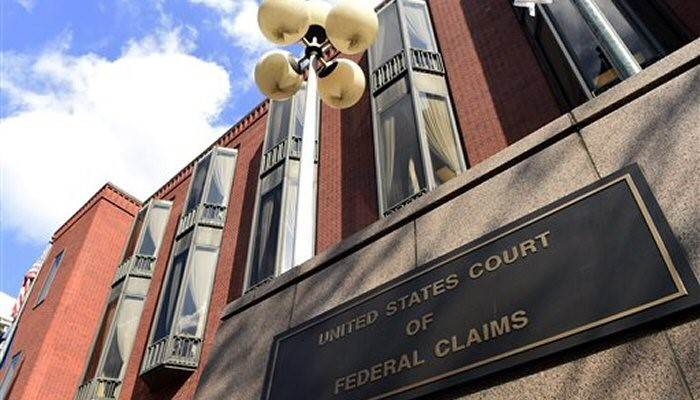 UNITED STATES COURT
OF
FEDERAL CLAIMS